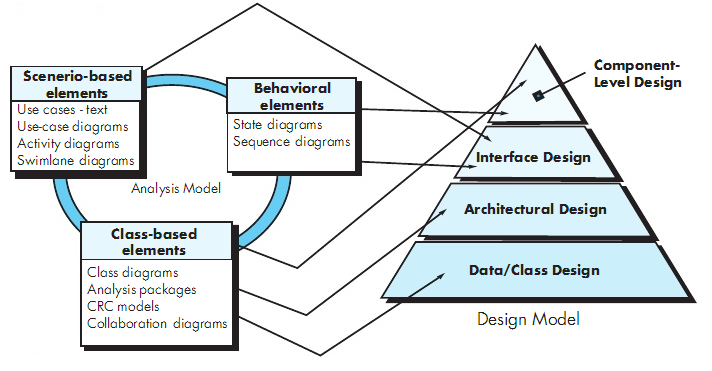 Scenerio-based
elements
Use cases - text
Use-case diagrams
Activity diagrams
Swimlane diagrams
Behavioral
elements
State diagrams
Sequence diagrams
Analysis Model
Class-based
elements
Class diagrams
Analysis packages
CRC models
Collaboration diagrams
Component-
Level Design
Interface Design
Architectural Design
Data/Class Design
Design Model